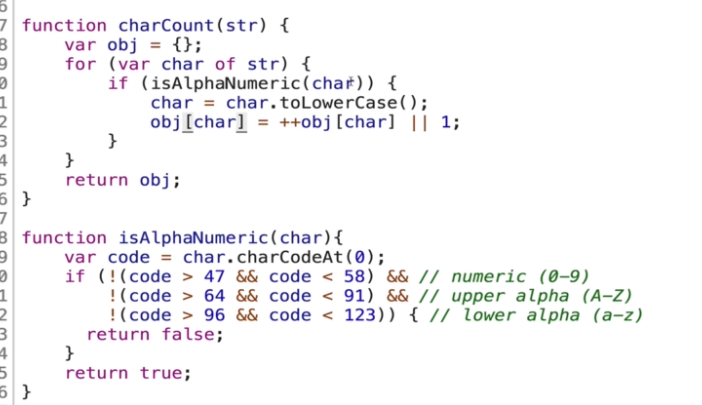 6
7 function charCount(str) {
8 var obj = {};
9 for (var char of str) {
0 if (isAlphaNumeric(char)) {
1 char = char.toLowerCase();
2 obj[char] = ++obj[char] || 1;
3 }
4 }
5 return obj;
6 }
7
8 function isAlphaNumeric(char){
9 var code = char.charCodeAt(0);
0 if (!(code > 47 && code < 58) && // numeric (0-9)
1 !(code > 64 && code < 91) && // upper alpha (A-Z)
2 !(code > 96 && code < 123)) { // lower alpha (a-z)
3 return false;
4 }
5 return true;
6 }